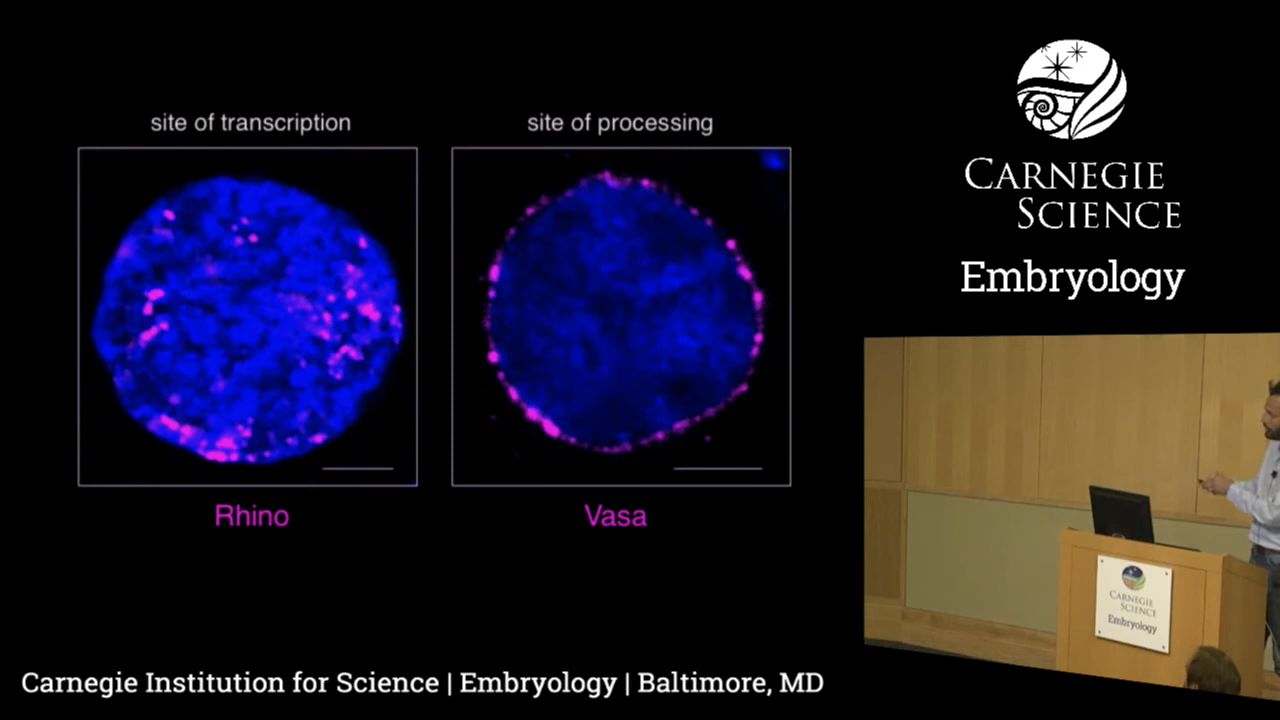 site of transcription
site of processing
Rhino
Vasa
CARNEGIE
SCIENCE
Embryology
CARNEGIE
SCIENCE
Embryology
Carnegie Institution for Science | Embryology | Baltimore, MD